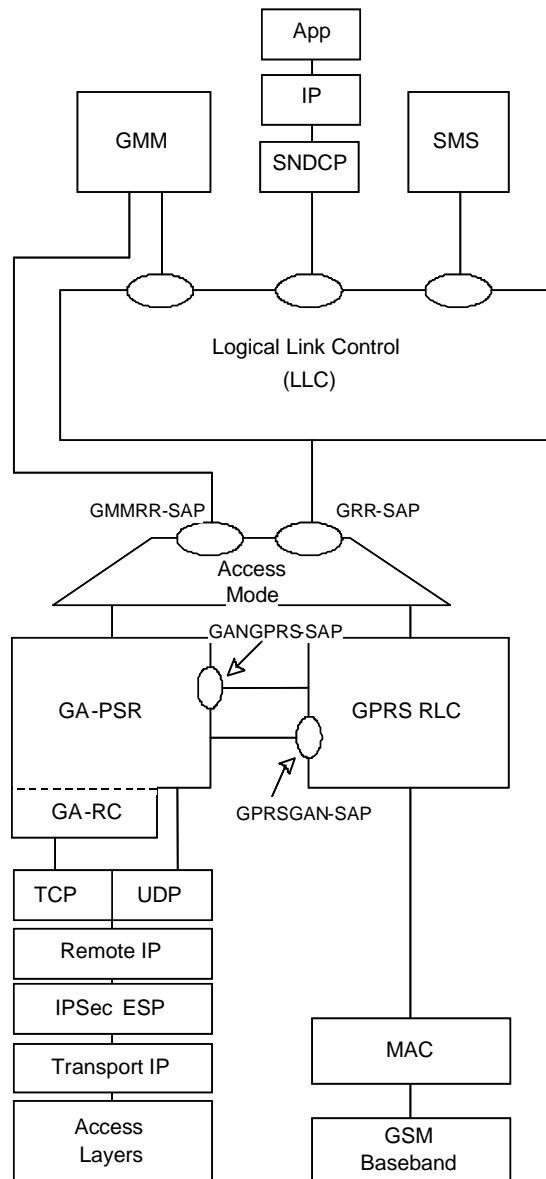 App
IP
GMM
SMS
SNDCP
Logical Link Control
(LLC)
GMMRR-SAP
GRR-SAP
Access
Mode
GANGPRS-SAP
GA-PSR
GPRS RLC
GA-RC
GPRSGAN-SAP
TCP
UDP
Remote IP
IPSec ESP
MAC
Transport IP
Access
Layers
GSM
Baseband